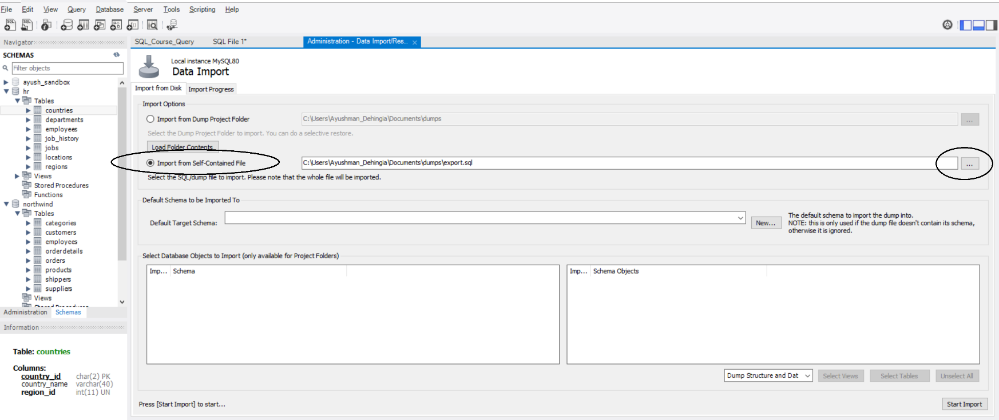 File Edit View Query Database Server Tools Scripting Help
Navigator
SCHEMAS
Filter objects
ayush_sandbox
hr
Tables
countries
departments
employees
job_history
jobs
locations
regions
Views
Stored Procedures
Functions
northwind
Tables
categories
customers
employees
orderdetails
orders
products
shippers
suppliers
Views
Stored Procedures
Administration Schemas
Information
Table: countries
Columns:
country_id char(2) PK
country_name varchar(40)
region_id int(11) UN
SQL_Course_Query SQL File 1* Administration - Data Import/Res... ×
Local instance MySQL80
Data Import
Import from Disk Import Progress
Import Options
Import from Dump Project Folder C:\Users\Ayushman_Dehingia\Documents\dumps ...
Select the Dump Project Folder to import. You can do a selective restore.
Load Folder Contents
Import from Self-Contained File C:\Users\Ayushman_Dehingia\Documents\dumps\export.sql ...
Select the SQL/dump file to import. Please note that the whole file will be imported.
Default Schema to be Imported To
Default Target Schema: New...
The default schema to import the dump into.
NOTE: this is only used if the dump file doesn't contain its schema,
otherwise it is ignored.
Select Database Objects to Import (only available for Project Folders)
Imp... Schema
Imp... Schema Objects
Dump Structure and Dat Select Views Select Tables Unselect All
Press [Start Import] to start... Start Import